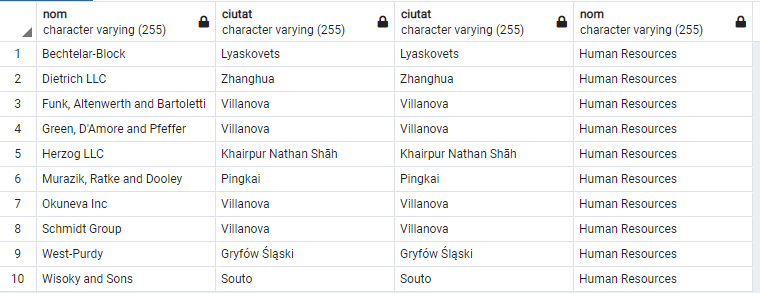 nom ciutat ciutat nom
character varying (255) character varying (255) character varying (255) character varying (255)
1 Bechtelar-Block Lyaskovets Lyaskovets Human Resources
2 Dietrich LLC Zhanghua Zhanghua Human Resources
3 Funk, Altenwerth and Bartoletti Villanova Villanova Human Resources
4 Green, D'Amore and Pfeffer Villanova Villanova Human Resources
5 Herzog LLC Khairpur Nathan Shāh Khairpur Nathan Shāh Human Resources
6 Murazik, Ratke and Dooley Pingkai Pingkai Human Resources
7 Okuneva Inc Villanova Villanova Human Resources
8 Schmidt Group Villanova Villanova Human Resources
9 West-Purdy Gryfów Śląski Gryfów Śląski Human Resources
10 Wisoky and Sons Souto Souto Human Resources